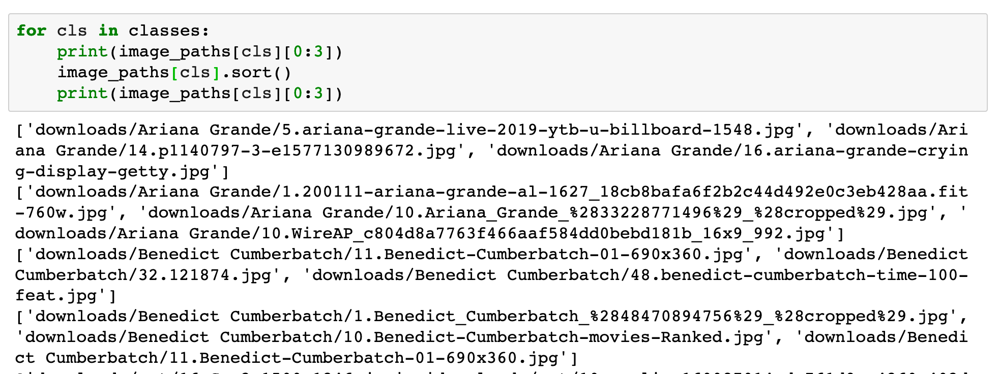 for cls in classes:
    print(image_paths[cls][0:3])
    image_paths[cls].sort()
    print(image_paths[cls][0:3])
['downloads/Ariana Grande/5.ariana-grande-live-2019-ytb-u-billboard-1548.jpg', 'downloads/Ari
ana Grande/14.p1140797-3-e1577130989672.jpg', 'downloads/Ariana Grande/16.ariana-grande-cryin
g-display-getty.jpg']
['downloads/Ariana Grande/1.200111-ariana-grande-al-1627_18cb8bafa6f2b2c44d492e0c3eb428aa.fit
-760w.jpg', 'downloads/Ariana Grande/10.Ariana_Grande_%2833228771496%29_%28cropped%29.jpg', '
downloads/Ariana Grande/10.WireAP_c804d8a7763f466aaf584dd0bebd181b_16x9_992.jpg']
['downloads/Benedict Cumberbatch/11.Benedict-Cumberbatch-01-690x360.jpg', 'downloads/Benedict
Cumberbatch/32.121874.jpg', 'downloads/Benedict Cumberbatch/48.benedict-cumberbatch-time-100-
feat.jpg']
['downloads/Benedict Cumberbatch/1.Benedict_Cumberbatch_%2848470894756%29_%28cropped%29.jpg',
'downloads/Benedict Cumberbatch/10.Benedict-Cumberbatch-movies-Ranked.jpg', 'downloads/Benedi
ct Cumberbatch/11.Benedict-Cumberbatch-01-690x360.jpg']